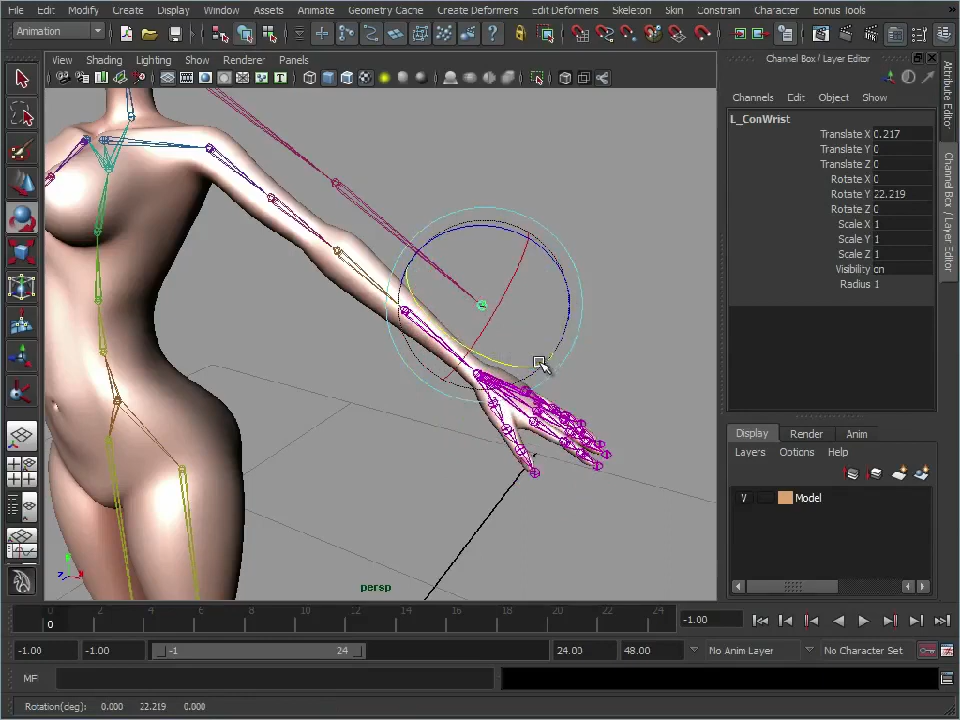 File Edit Modify Create Display Window Assets Animate Geometry Cache Create Deformers Edit Deformers Skeleton Skin Constrain Character Bonus Tools »
Animation
View Shading Lighting Show Renderer Panels
Channel Box / Layer Editor
Channels Edit Object Show
L_ConWrist
Translate X 0.217
Translate Y 0
Translate Z 0
Rotate X 0
Rotate Y 22.219
Rotate Z 0
Scale X 1
Scale Y 1
Scale Z 1
Visibility on
Radius 1
Attribute Editor
Channel Box / Layer Editor
Display Render Anim
Layers Options Help
V Model
persp
0 2 4 6 8 10 12 14 16 18 20 22 24
0
-1.00
-1.00 -1.00 -1 24 24.00 48.00 No Anim Layer No Character Set
MEL
Rotation(deg): 0.000 22.219 0.000